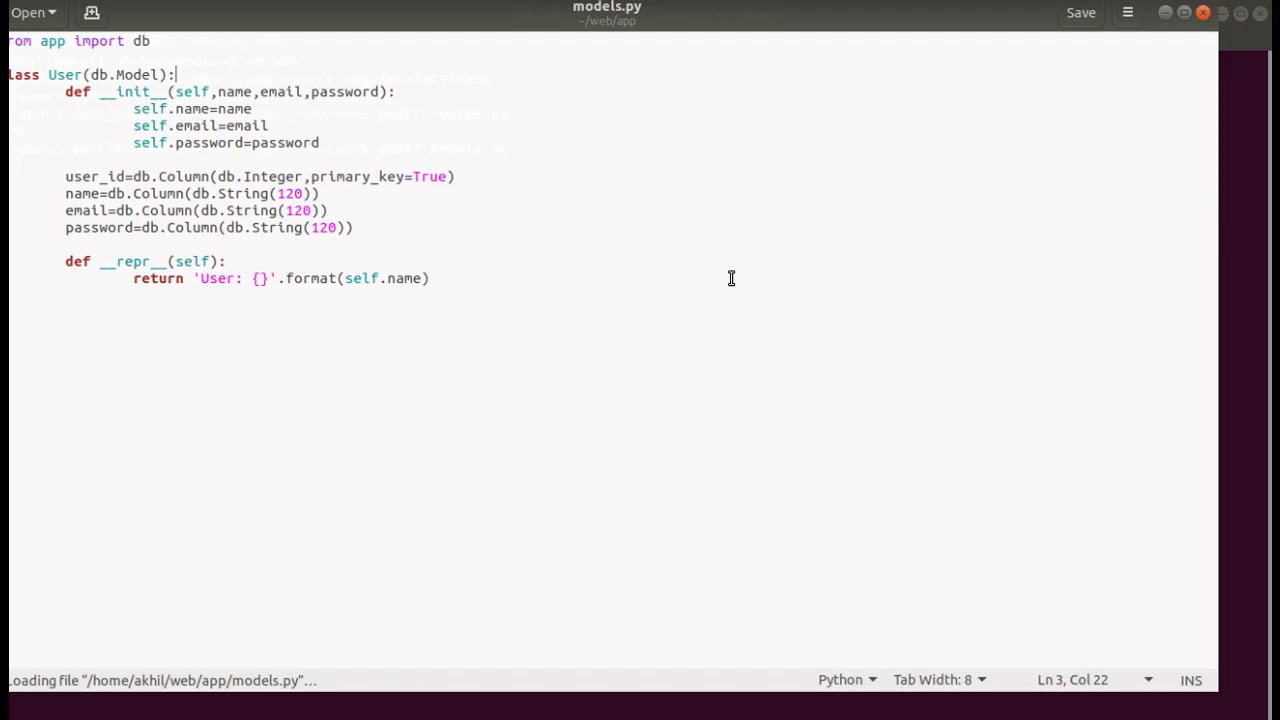 Open
models.py
~/web/app
Save
rom app import db
lass User(db.Model):
def __init__(self,name,email,password):
self.name=name
self.email=email
self.password=password
user_id=db.Column(db.Integer,primary_key=True)
name=db.Column(db.String(120))
email=db.Column(db.String(120))
password=db.Column(db.String(120))
def __repr__(self):
return 'User: {}'.format(self.name)
Loading file "/home/akhil/web/app/models.py"…
Python
Tab Width: 8
Ln 3, Col 22
INS